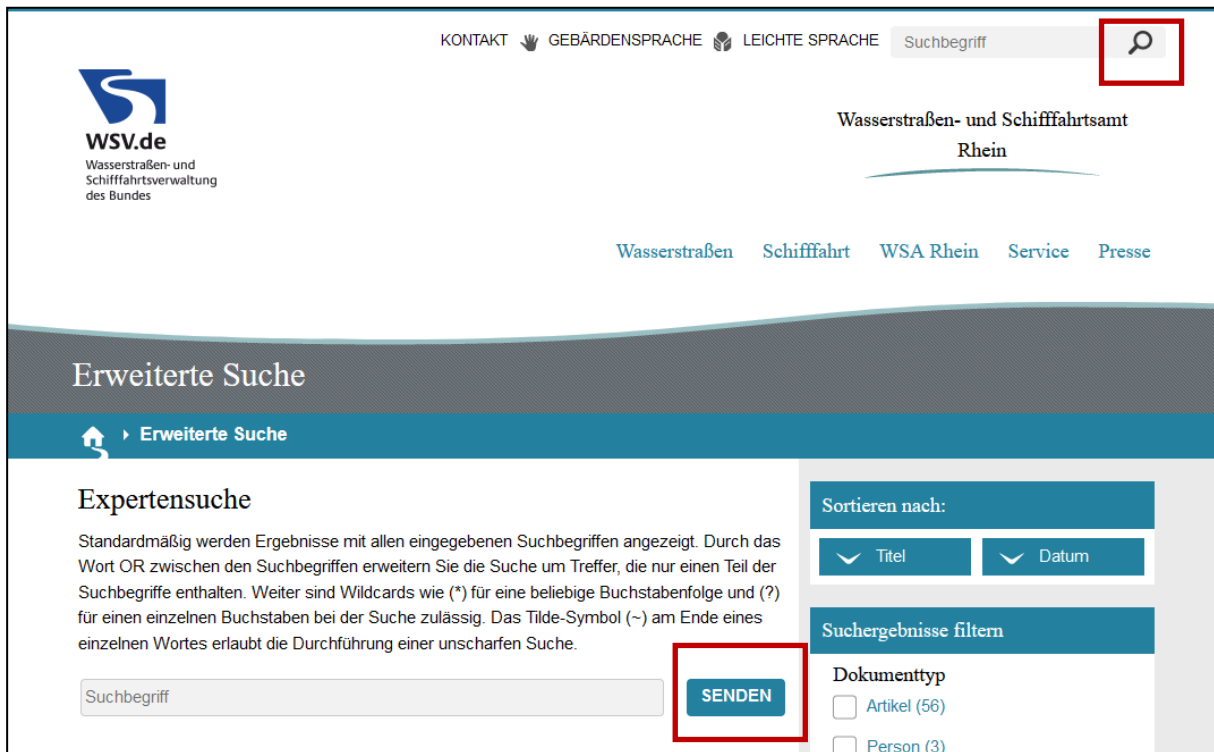 KONTAKT GEBÄRDENSPRACHE LEICHTE SPRACHE Suchbegriff
WSV.de
Wasserstraßen- und
Schifffahrtsverwaltung
des Bundes
Wasserstraßen- und Schifffahrtsamt
Rhein
Wasserstraßen Schifffahrt WSA Rhein Service Presse
Erweiterte Suche
Erweiterte Suche
Expertensuche
Standardmäßig werden Ergebnisse mit allen eingegebenen Suchbegriffen angezeigt. Durch das
Wort OR zwischen den Suchbegriffen erweitern Sie die Suche um Treffer, die nur einen Teil der
Suchbegriffe enthalten. Weiter sind Wildcards wie (*) für eine beliebige Buchstabenfolge und (?)
für einen einzelnen Buchstaben bei der Suche zulässig. Das Tilde-Symbol (~) am Ende eines
einzelnen Wortes erlaubt die Durchführung einer unscharfen Suche.
Suchbegriff SENDEN
Sortieren nach:
Titel Datum
Suchergebnisse filtern
Dokumenttyp
Artikel (56)
Person (3)